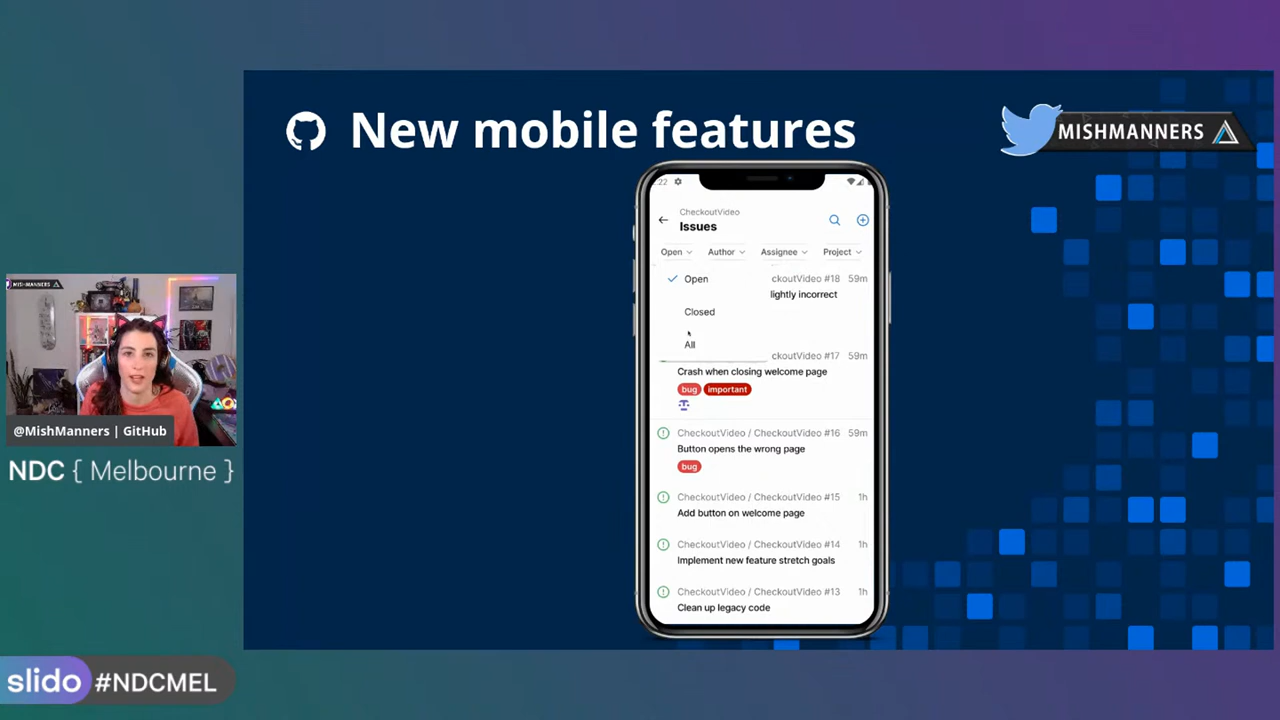 New mobile features
MISHMANNERS
:22
CheckoutVideo
Issues
Open Author Assignee Project
Open
ckoutVideo #18 59m
lightly incorrect
Closed
All
ckoutVideo #17 59m
Crash when closing welcome page
bug important
CheckoutVideo / CheckoutVideo #16 59m
Button opens the wrong page
bug
CheckoutVideo / CheckoutVideo #15 1h
Add button on welcome page
CheckoutVideo / CheckoutVideo #14 1h
Implement new feature stretch goals
CheckoutVideo / CheckoutVideo #13 1h
Clean up legacy code
MISHMANNERS
@MishManners | GitHub
NDC { Melbourne }
slido #NDCMEL